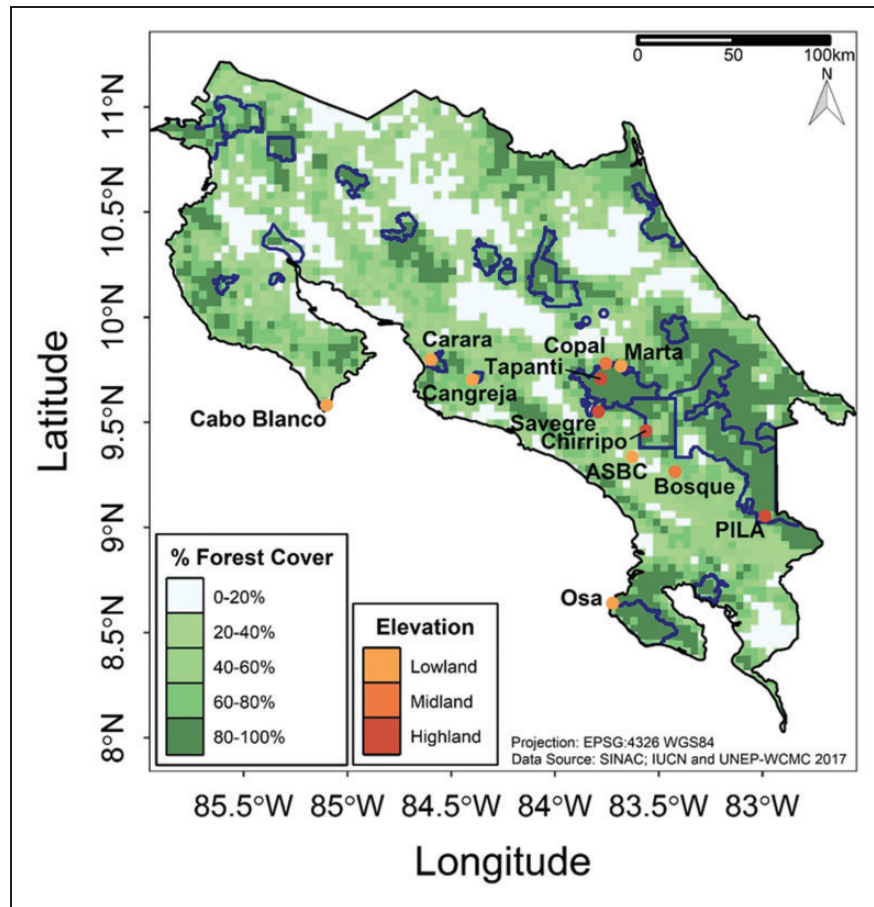 0 50 100km
N
11°N
10.5°N
10°N
9.5°N
9°N
8.5°N
8°N
Latitude
Carara
Cangreja
Cabo Blanco
Copal
Marta
Tapanti
Savegre
Chirripo
ASBC
Bosque
PILA
Osa
% Forest Cover
0-20%
20-40%
40-60%
60-80%
80-100%
Elevation
Lowland
Midland
Highland
Projection: EPSG:4326 WGS84
Data Source: SINAC; IUCN and UNEP-WCMC 2017
85.5°W 85°W 84.5°W 84°W 83.5°W 83°W
Longitude